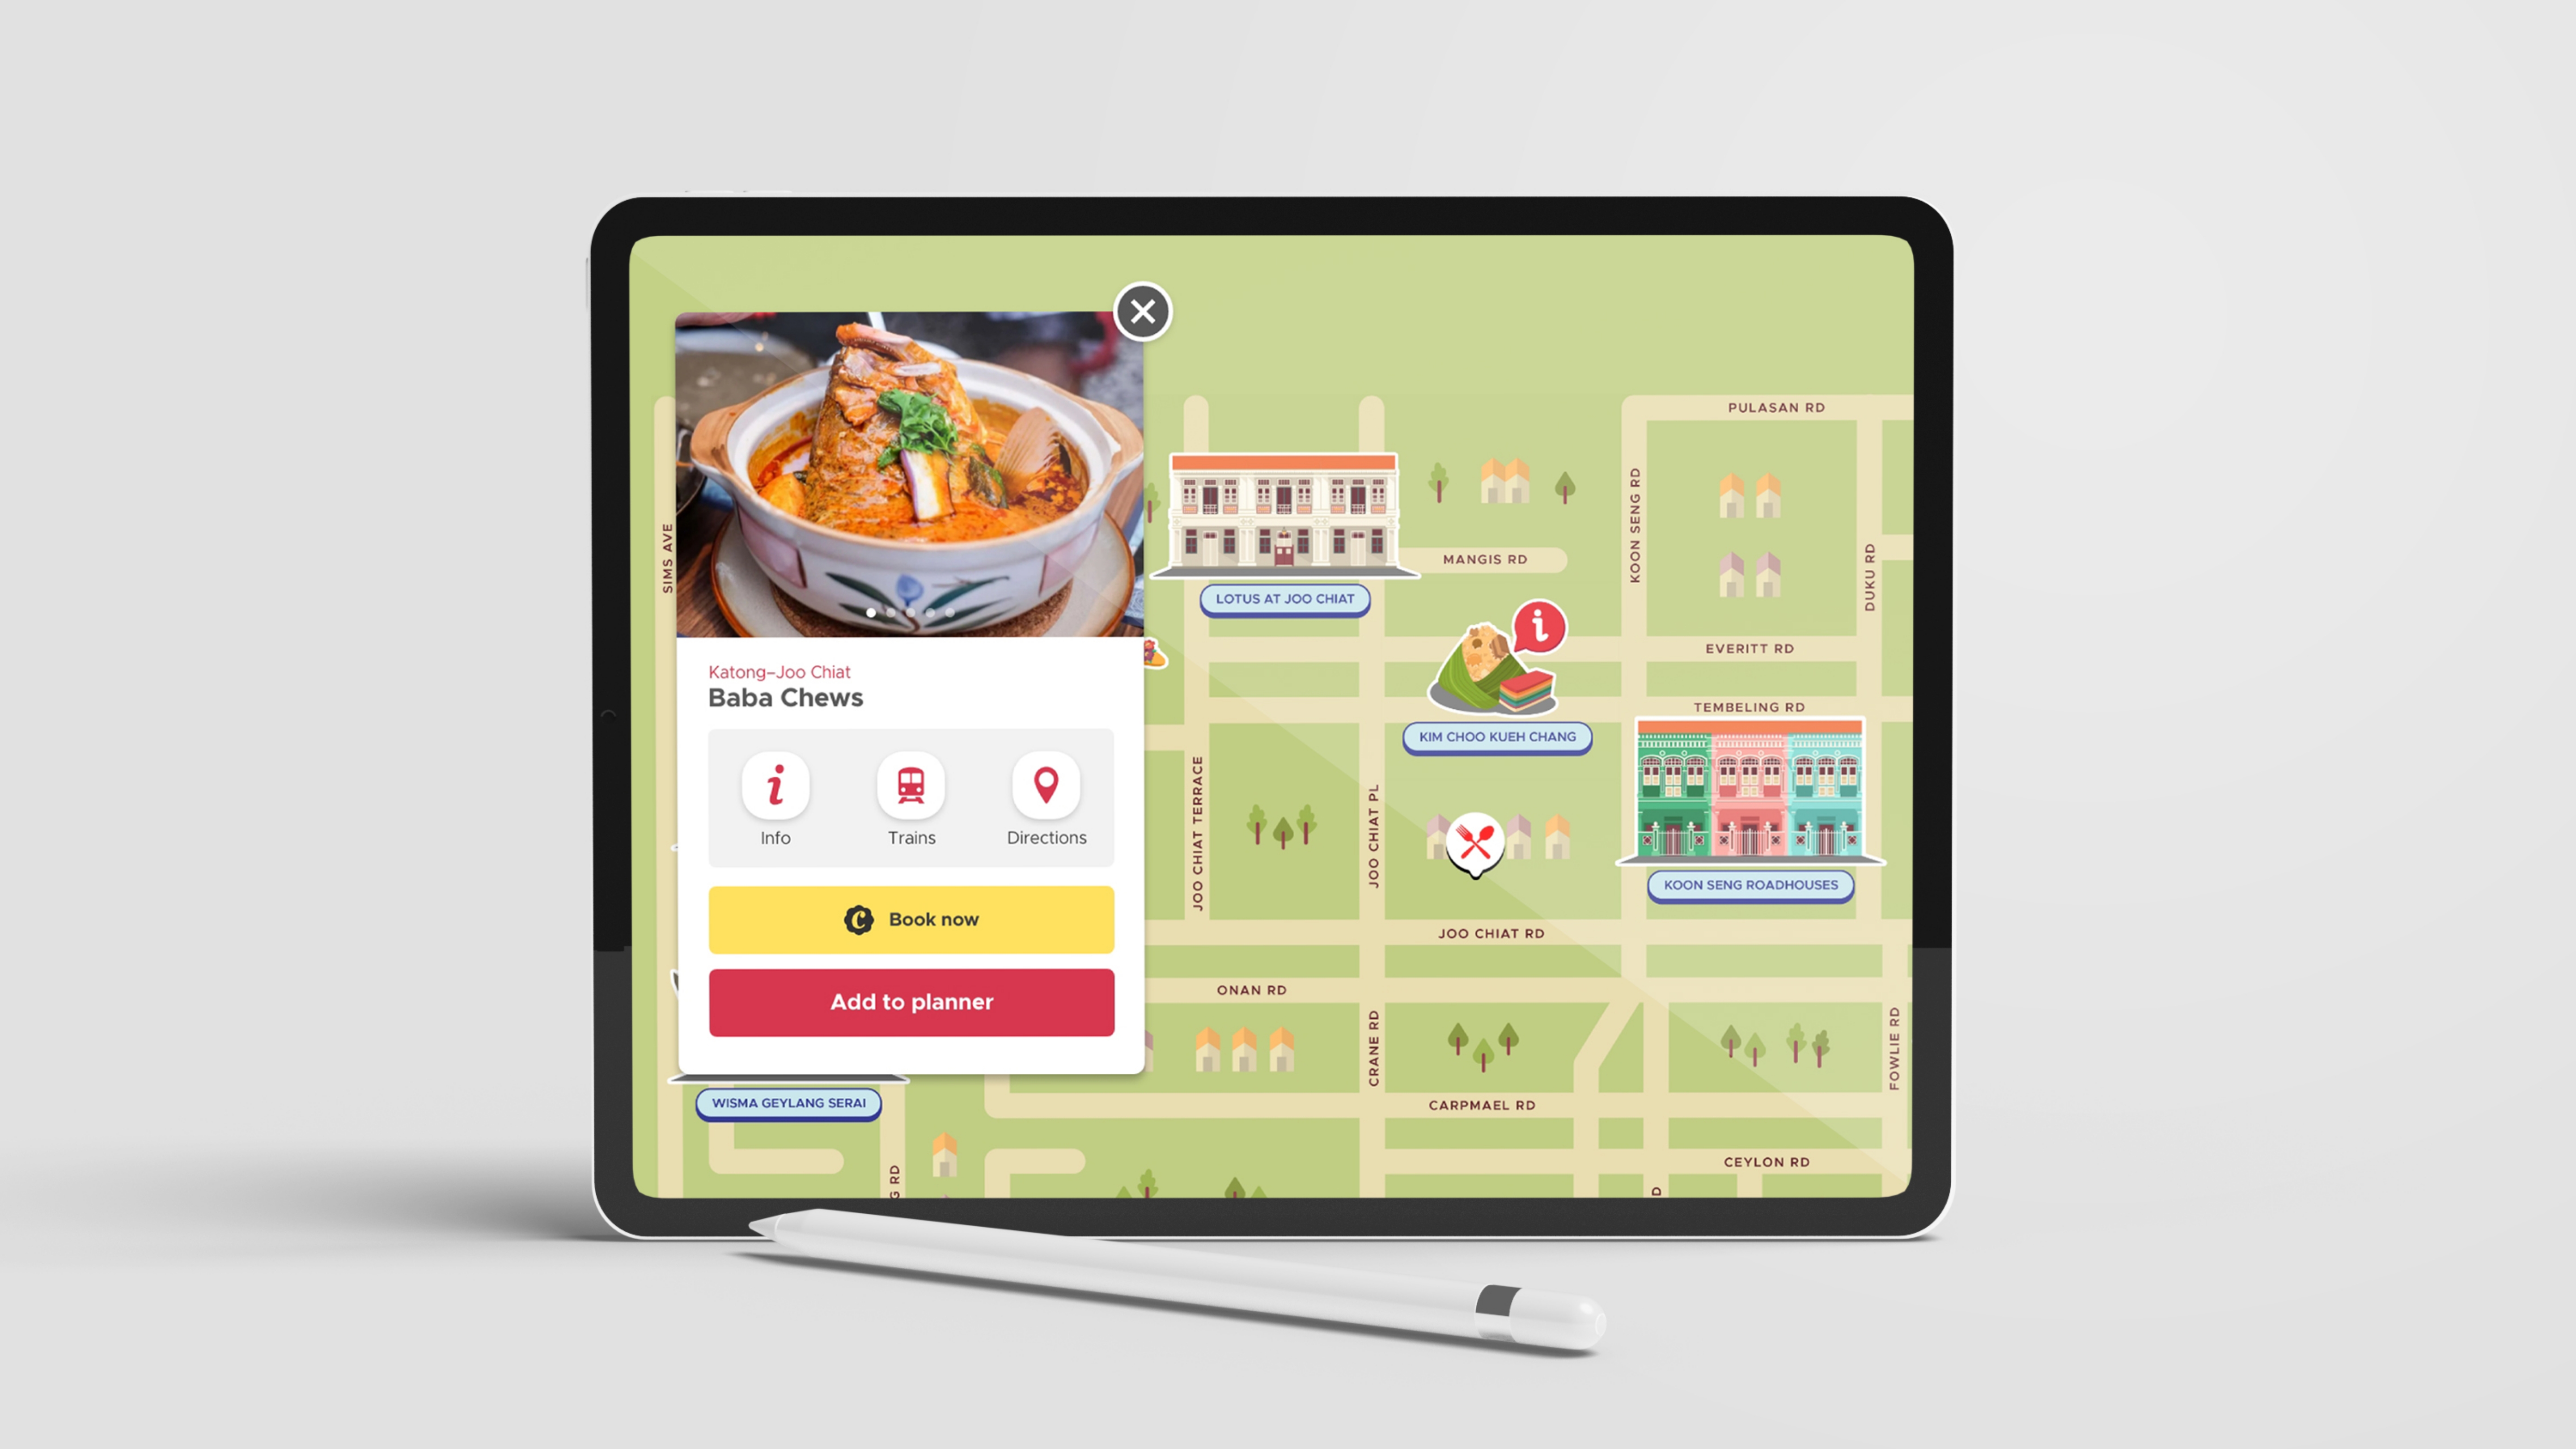 Katong–Joo Chiat
Baba Chews
Info
Trains
Directions
Book now
Add to planner
SIMS AVE
WISMA GEYLANG SERAI
LOTUS AT JOO CHIAT
MANGIS RD
KOON SENG RD
PULASAN RD
DUKU RD
EVERITT RD
TEMBELING RD
KIM CHOO KUEH CHANG
KOON SENG ROADHOUSES
JOO CHIAT TERRACE
JOO CHIAT PL
JOO CHIAT RD
ONAN RD
CRANE RD
FOWLIE RD
CARPMAEL RD
CEYLON RD
G RD
D